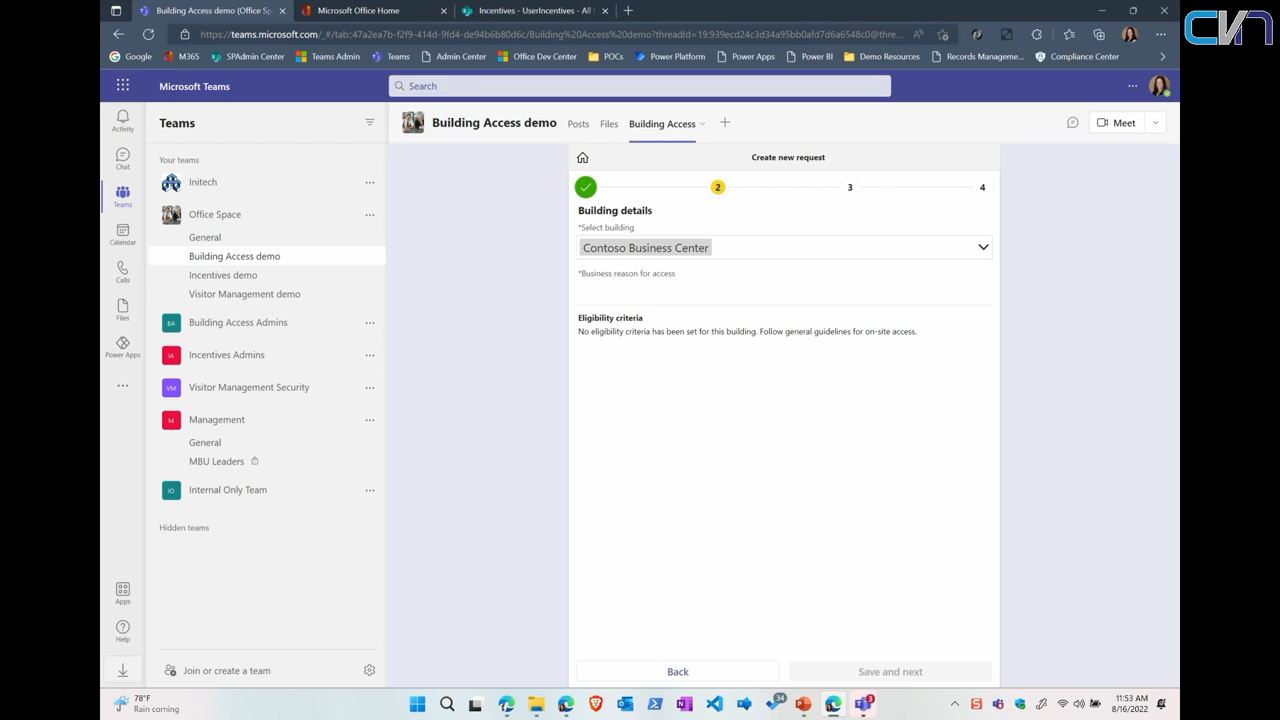 Building Access demo (Office Sp
Microsoft Office Home
Incentives - UserIncentives - All
https://teams.microsoft.com/_#/tab:47a2ea7b-f2f9-414d-9fd4-de94b6b80d6c/Building%20Access%20demo?threadId=19:939ecd24c3d34a95bb0afd7d6a6548c0@thre...
Google
M365
SPAdmin Center
Teams Admin
Teams
Admin Center
Office Dev Center
POCs
Power Platform
Power Apps
Power BI
Demo Resources
Records Manageme...
Compliance Center
CVN
Microsoft Teams
Search
Activity
Chat
Teams
Calendar
Calls
Files
Power Apps
Apps
Help
Teams
Your teams
Initech
Office Space
General
Building Access demo
Incentives demo
Visitor Management demo
BA
Building Access Admins
IA
Incentives Admins
VM
Visitor Management Security
M
Management
General
MBU Leaders
IO
Internal Only Team
Hidden teams
Join or create a team
Building Access demo
Posts
Files
Building Access
Meet
Create new request
2
3
4
Building details
*Select building
Contoso Business Center
*Business reason for access
Eligibility criteria
No eligibility criteria has been set for this building. Follow general guidelines for on-site access.
Back
Save and next
78°F
Rain coming
34
3
11:53 AM
8/16/2022